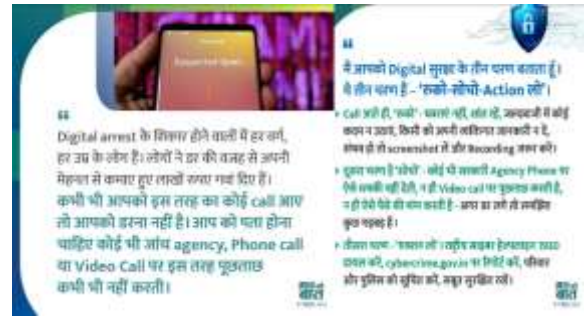 Digital arrest के शिकार होने वालों में हर वर्ग,
हर उम्र के लोग हैं। लोगों ने डर की वजह से अपनी
मेहनत से कमाए हुए लाखों रुपए गवां दिए हैं।
कभी भी आपको इस तरह का कोई call आए
तो आपको डरना नहीं है। आप को पता होना
चाहिए कोई भी जांच agency, Phone call
या Video Call पर इस तरह पूछताछ
कभी भी नहीं करती।
मन की बात
मैं आपको Digital सुरक्षा के तीन चरण बताता हूँ।
ये तीन चरण हैं - 'रुको-सोचो-Action लो'।
Call आते ही, 'रुको' - घबराएं नहीं, शांत रहें, जल्दबाजी में कोई
कदम न उठाएं, किसी को अपनी व्यक्तिगत जानकारी न दें,
संभव हो तो screenshot लें और Recording जरूर करें।
दूसरा चरण है 'सोचो' - कोई भी सरकारी Agency Phone पर
ऐसे धमकी नहीं देती, न ही Video call पर पूछताछ करती है,
न ही ऐसे पैसे की मांग करती है - अगर डर लगे तो समझिए
कुछ गड़बड़ है।
तीसरा चरण - 'एक्शन लो'। राष्ट्रीय साइबर हेल्पलाइन 1930
डायल करें, cybercrime.gov.in पर रिपोर्ट करें, परिवार
और पुलिस को सूचित करें, सबूत सुरक्षित रखें।
मन की बात